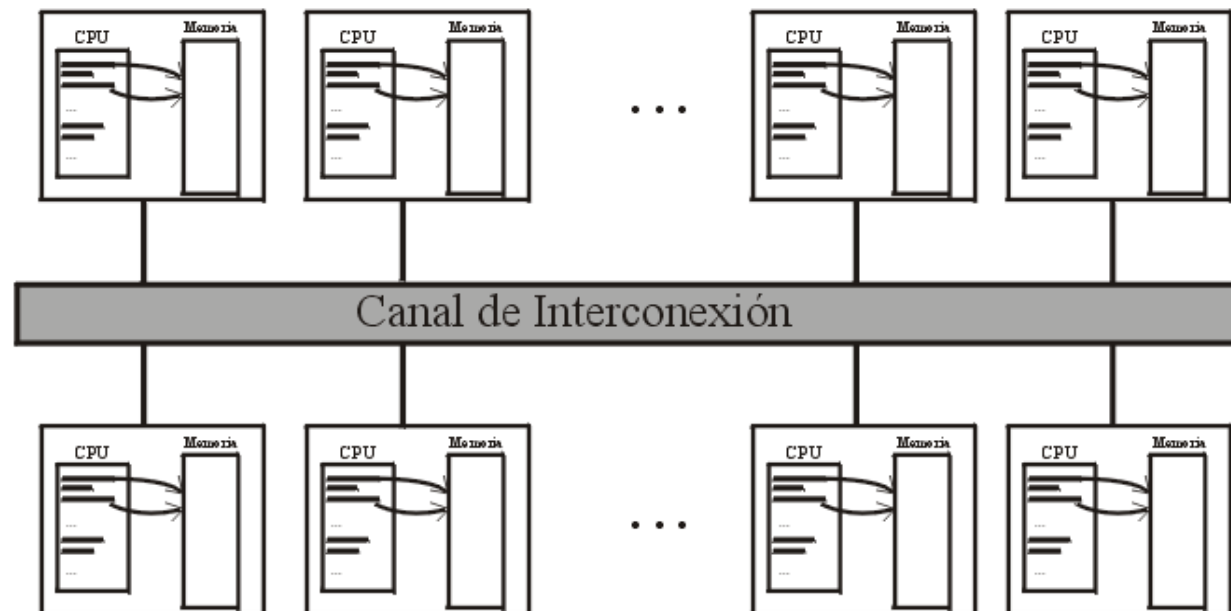 Memoria Memoria Memoria Memoria
CPU CPU CPU CPU
... ... ... ...
... ... ...
... ... ... ...
Canal de Interconexión
Memoria Memoria Memoria Memoria
CPU CPU CPU CPU
... ... ... ...
... ... ...
... ... ... ...